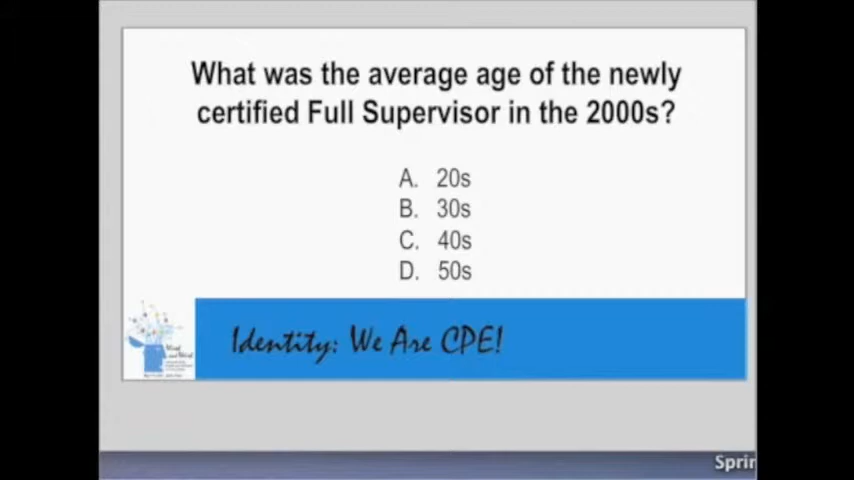 What was the average age of the newly
certified Full Supervisor in the 2000s?
A. 20s
B. 30s
C. 40s
D. 50s
Identity: We Are CPE!
Sprin